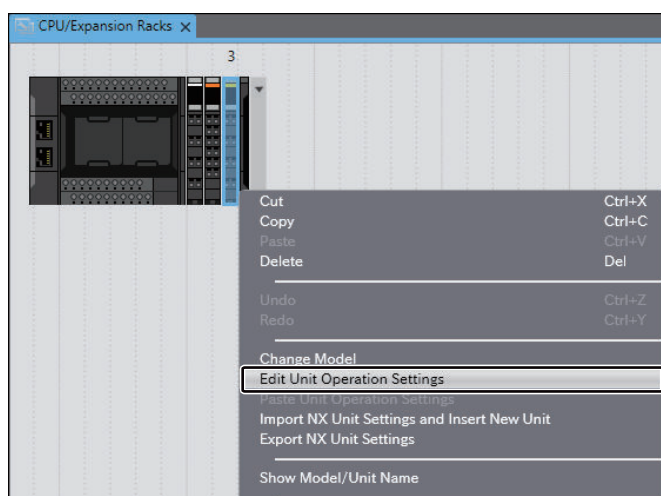 CPU/Expansion Racks
3
Cut Ctrl+X
Copy Ctrl+C
Paste Ctrl+V
Delete Del
Undo Ctrl+Z
Redo Ctrl+Y
Change Model
Edit Unit Operation Settings
Paste Unit Operation Settings
Import NX Unit Settings and Insert New Unit
Export NX Unit Settings
Show Model/Unit Name